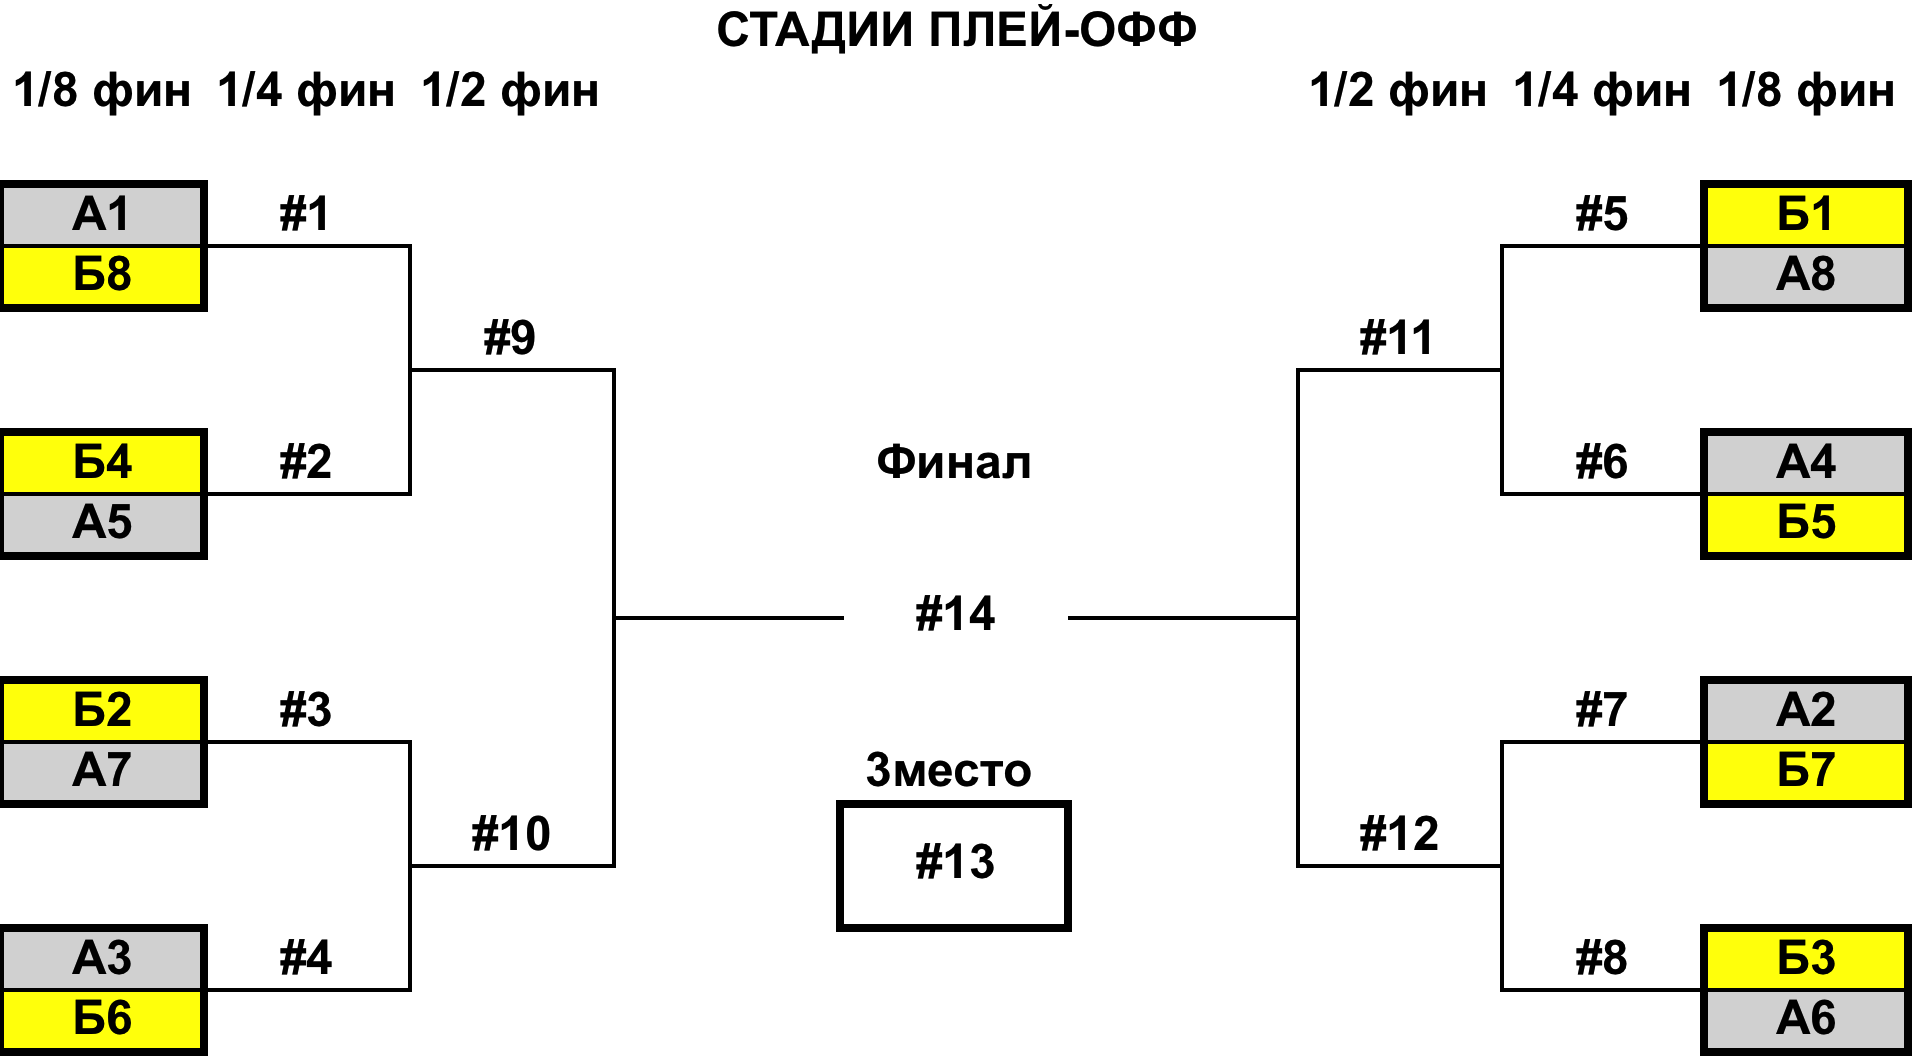 СТАДИИ ПЛЕЙ-ОФФ
1/8 фин 1/4 фин 1/2 фин 1/2 фин 1/4 фин 1/8 фин
А1 #1 #5 Б1
Б8 А8
#9 #11
Б4 #2 Финал #6 А4
А5 Б5
#14
Б2 #3 #7 А2
А7 3место Б7
#10 #13 #12
А3 #4 #8 Б3
Б6 А6